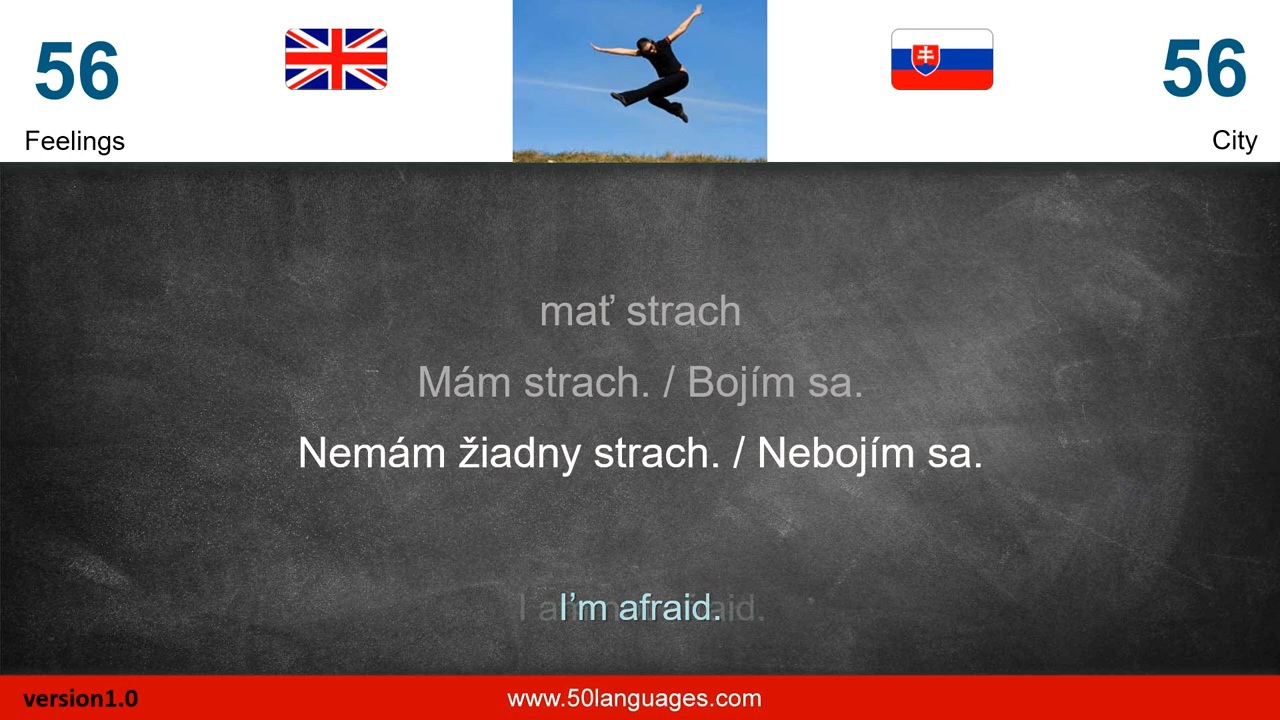 56
56
Feelings
City
mať strach
Mám strach. / Bojím sa.
Nemám žiadny strach. / Nebojím sa.
I’m afraid.
version1.0
www.50languages.com